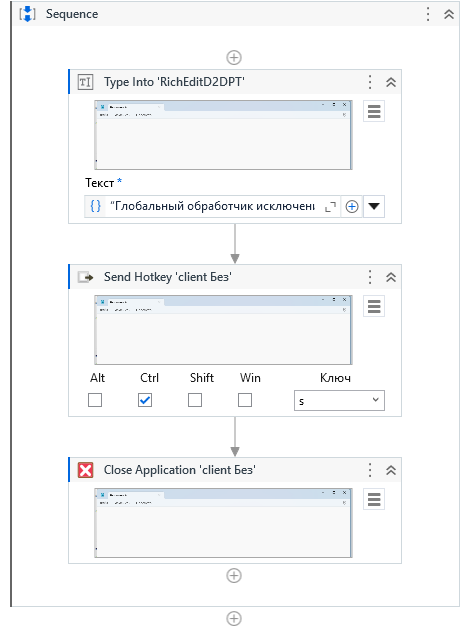 Sequence
Type Into 'RichEditD2DPT'
Текст *
"Глобальный обработчик исключени
Send Hotkey 'client Без'
Alt Ctrl Shift Win Ключ
s
Close Application 'client Без'